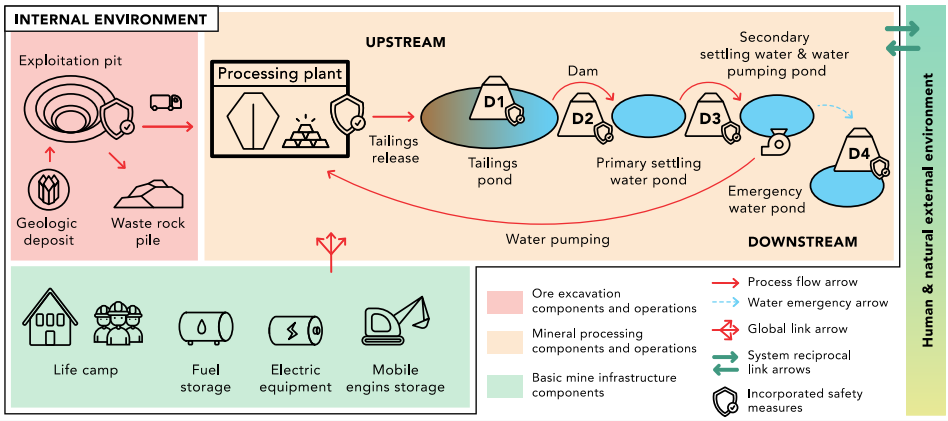 INTERNAL ENVIRONMENT
Exploitation pit
Geologic
deposit
Waste rock
pile
UPSTREAM
Processing plant
Tailings
release
D1
Tailings
pond
Dam
D2
Primary settling
water pond
D3
Secondary
settling water & water
pumping pond
D4
Emergency
water pond
Water pumping
DOWNSTREAM
Human & natural external environment
Life camp
Fuel
storage
Electric
equipment
Mobile
engins storage
Ore excavation
components and operations
Mineral processing
components and operations
Basic mine infrastructure
components
Process flow arrow
Water emergency arrow
Global link arrow
System reciprocal
link arrows
Incorporated safety
measures